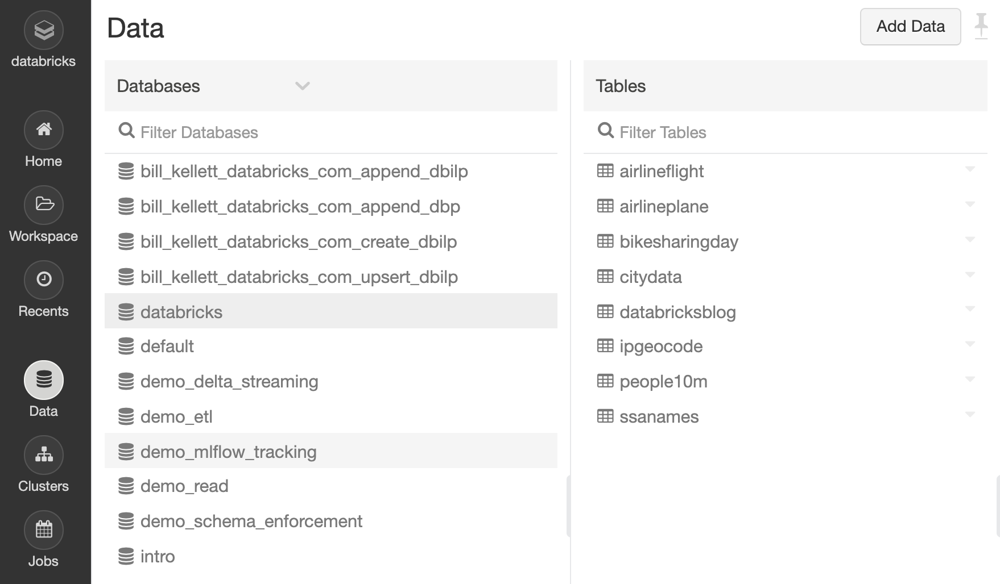 databricks
Home
Workspace
Recents
Data
Clusters
Jobs
Data
Add Data
Databases
Filter Databases
bill_kellett_databricks_com_append_dbilp
bill_kellett_databricks_com_append_dbp
bill_kellett_databricks_com_create_dbilp
bill_kellett_databricks_com_upsert_dbilp
databricks
default
demo_delta_streaming
demo_etl
demo_mlflow_tracking
demo_read
demo_schema_enforcement
intro
Tables
Filter Tables
airlineflight
airlineplane
bikesharingday
citydata
databricksblog
ipgeocode
people10m
ssanames